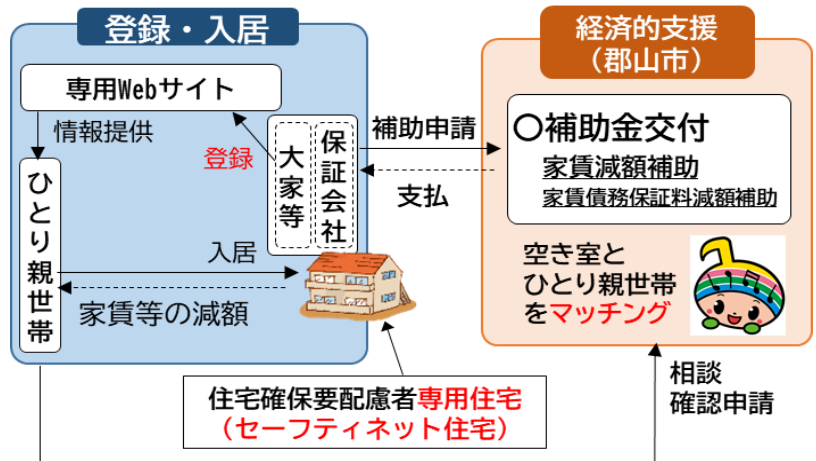 登録・入居
経済的支援
（郡山市）
専用Webサイト
情報提供
登録
大家等
保証会社
補助申請
支払
〇補助金交付
家賃減額補助
家賃債務保証料減額補助
ひとり親世帯
入居
家賃等の減額
空き室と
ひとり親世帯
をマッチング
住宅確保要配慮者専用住宅
（セーフティネット住宅）
相談
確認申請